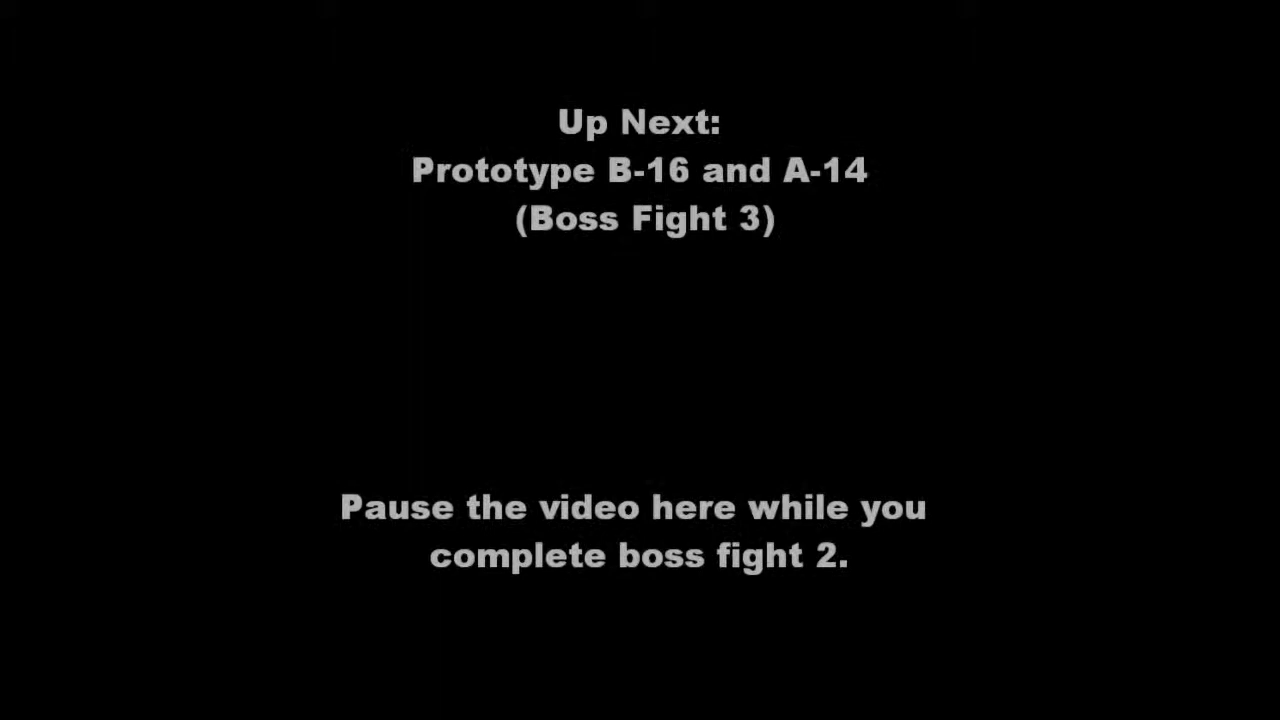 Up Next:
Prototype B-16 and A-14
(Boss Fight 3)
Pause the video here while you
complete boss fight 2.